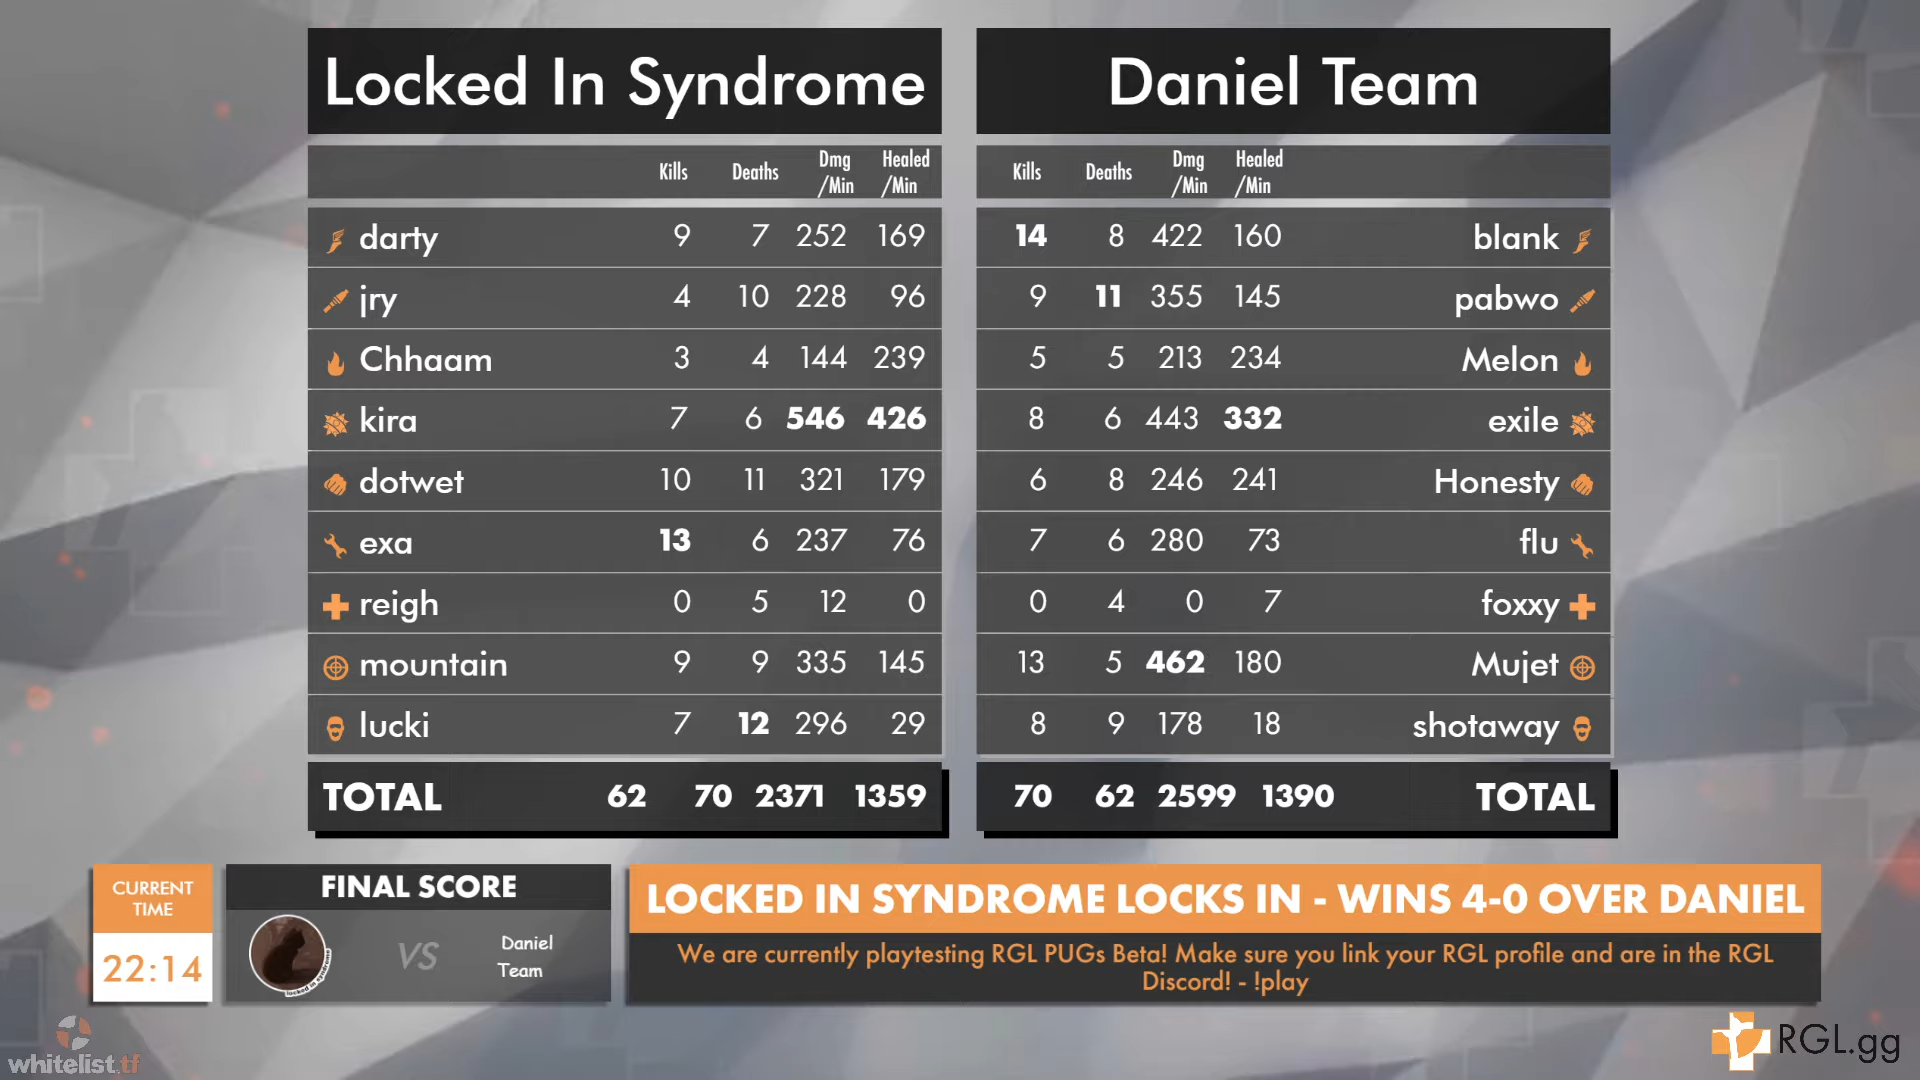 Locked In Syndrome
Kills Deaths Dmg /Min Healed /Min
darty 9 7 252 169
jry 4 10 228 96
Chhaam 3 4 144 239
kira 7 6 546 426
dotwet 10 11 321 179
exa 13 6 237 76
reigh 0 5 12 0
mountain 9 9 335 145
lucki 7 12 296 29
TOTAL 62 70 2371 1359
Daniel Team
Kills Deaths Dmg /Min Healed /Min
14 8 422 160 blank
9 11 355 145 pabwo
5 5 213 234 Melon
8 6 443 332 exile
6 8 246 241 Honesty
7 6 280 73 flu
0 4 0 7 foxxy
13 5 462 180 Mujet
8 9 178 18 shotaway
70 62 2599 1390 TOTAL
CURRENT
TIME
22:14
FINAL SCORE
locked in syndrome
VS
Daniel
Team
LOCKED IN SYNDROME LOCKS IN - WINS 4-0 OVER DANIEL
We are currently playtesting RGL PUGs Beta! Make sure you link your RGL profile and are in the RGL
Discord! - !play
whitelist.tf
RGL.gg